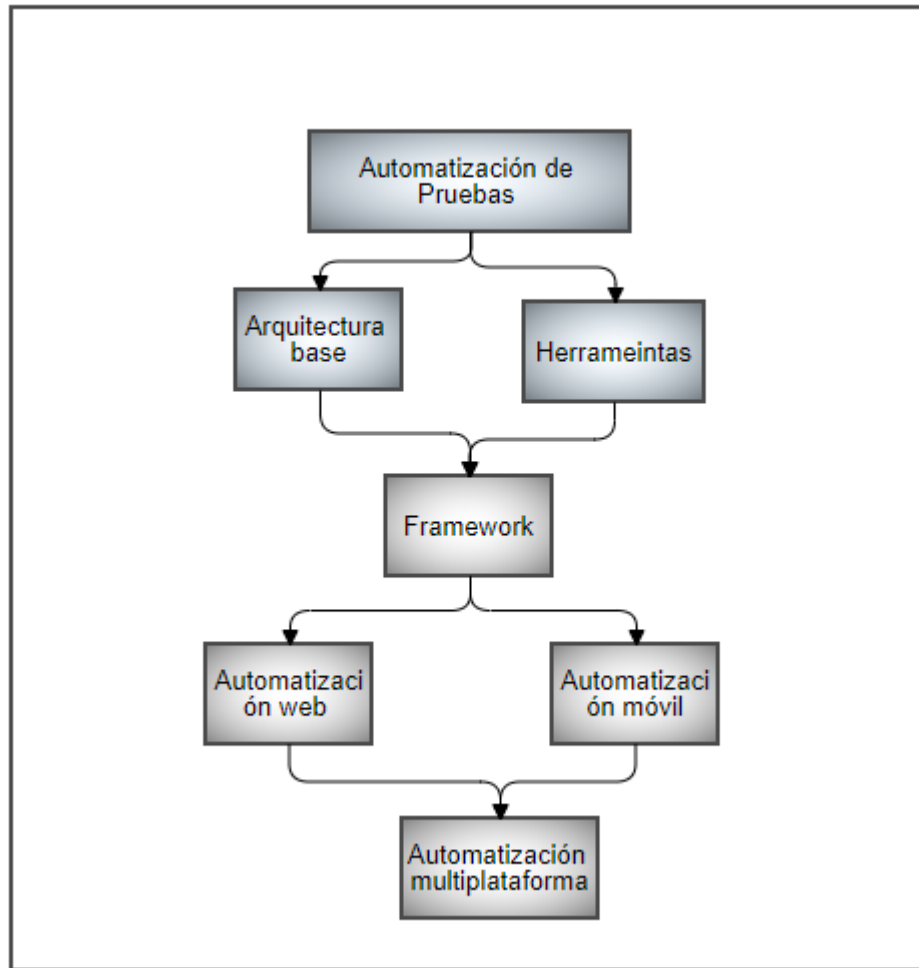 Automatización de
Pruebas
Arquitectura
base
Herrameintas
Framework
Automatizaci
ón web
Automatizaci
ón móvil
Automatización
multiplataforma